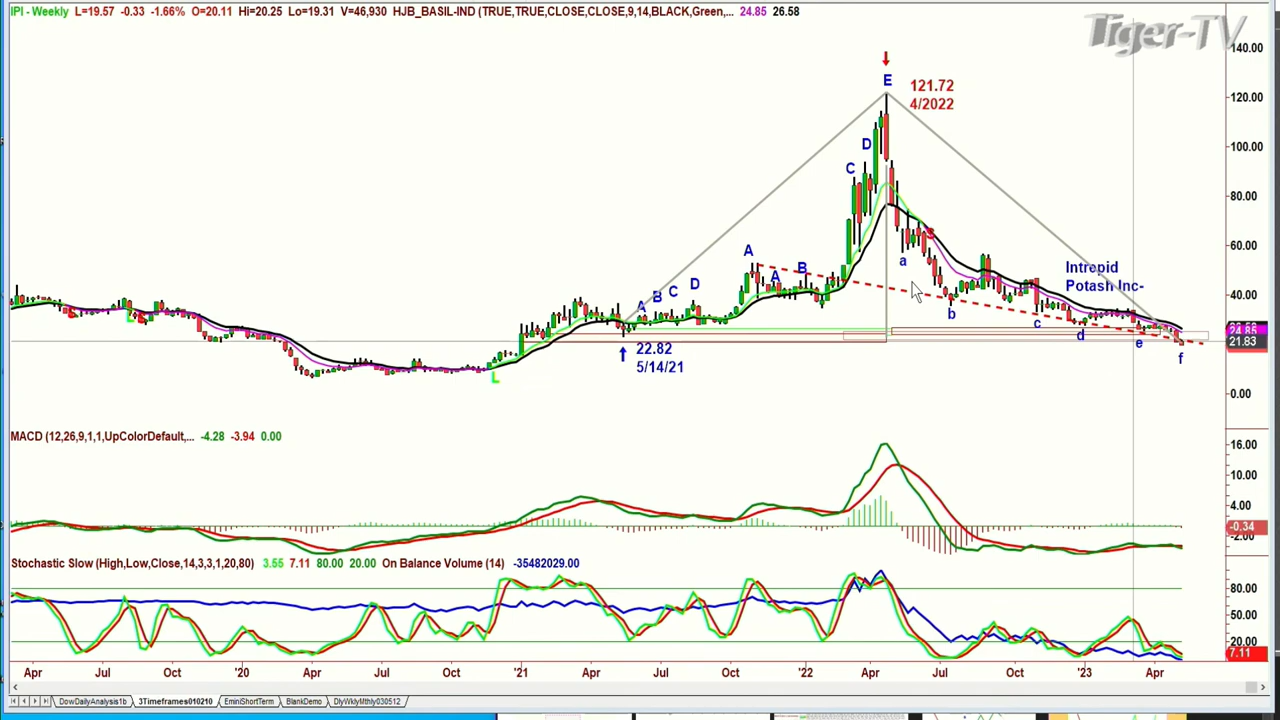 IPI - Weekly L=19.57 -0.33 -1.66% O=20.11 Hi=20.25 Lo=19.31 V=46,930 HJB_BASIL-IND (TRUE,TRUE,CLOSE,CLOSE,9,14,BLACK,Green,... 24.85 26.58
Tiger-TV
140.00
E
121.72
4/2022
120.00
D
100.00
C
80.00
S
60.00
A
a
B
A
Intrepid
Potash Inc-
D
C
B
A
40.00
S
L
S
b
c
d
e
f
24.85
21.83
22.82
5/14/21
L
0.00
MACD (12,26,9,1,1,UpColorDefault,... -4.28 -3.94 0.00
16.00
10.00
4.00
-0.34
-2.00
Stochastic Slow (High,Low,Close,14,3,3,1,20,80) 3.55 7.11 80.00 20.00 On Balance Volume (14) -35482029.00
80.00
50.00
20.00
7.11
Apr Jul Oct '20 Apr Jul Oct '21 Apr Jul Oct '22 Apr Jul Oct '23 Apr
DowDailyAnalysis1b 3Timeframes010210 EminiShortTerm BlankDemo DlyWklyMthly030512